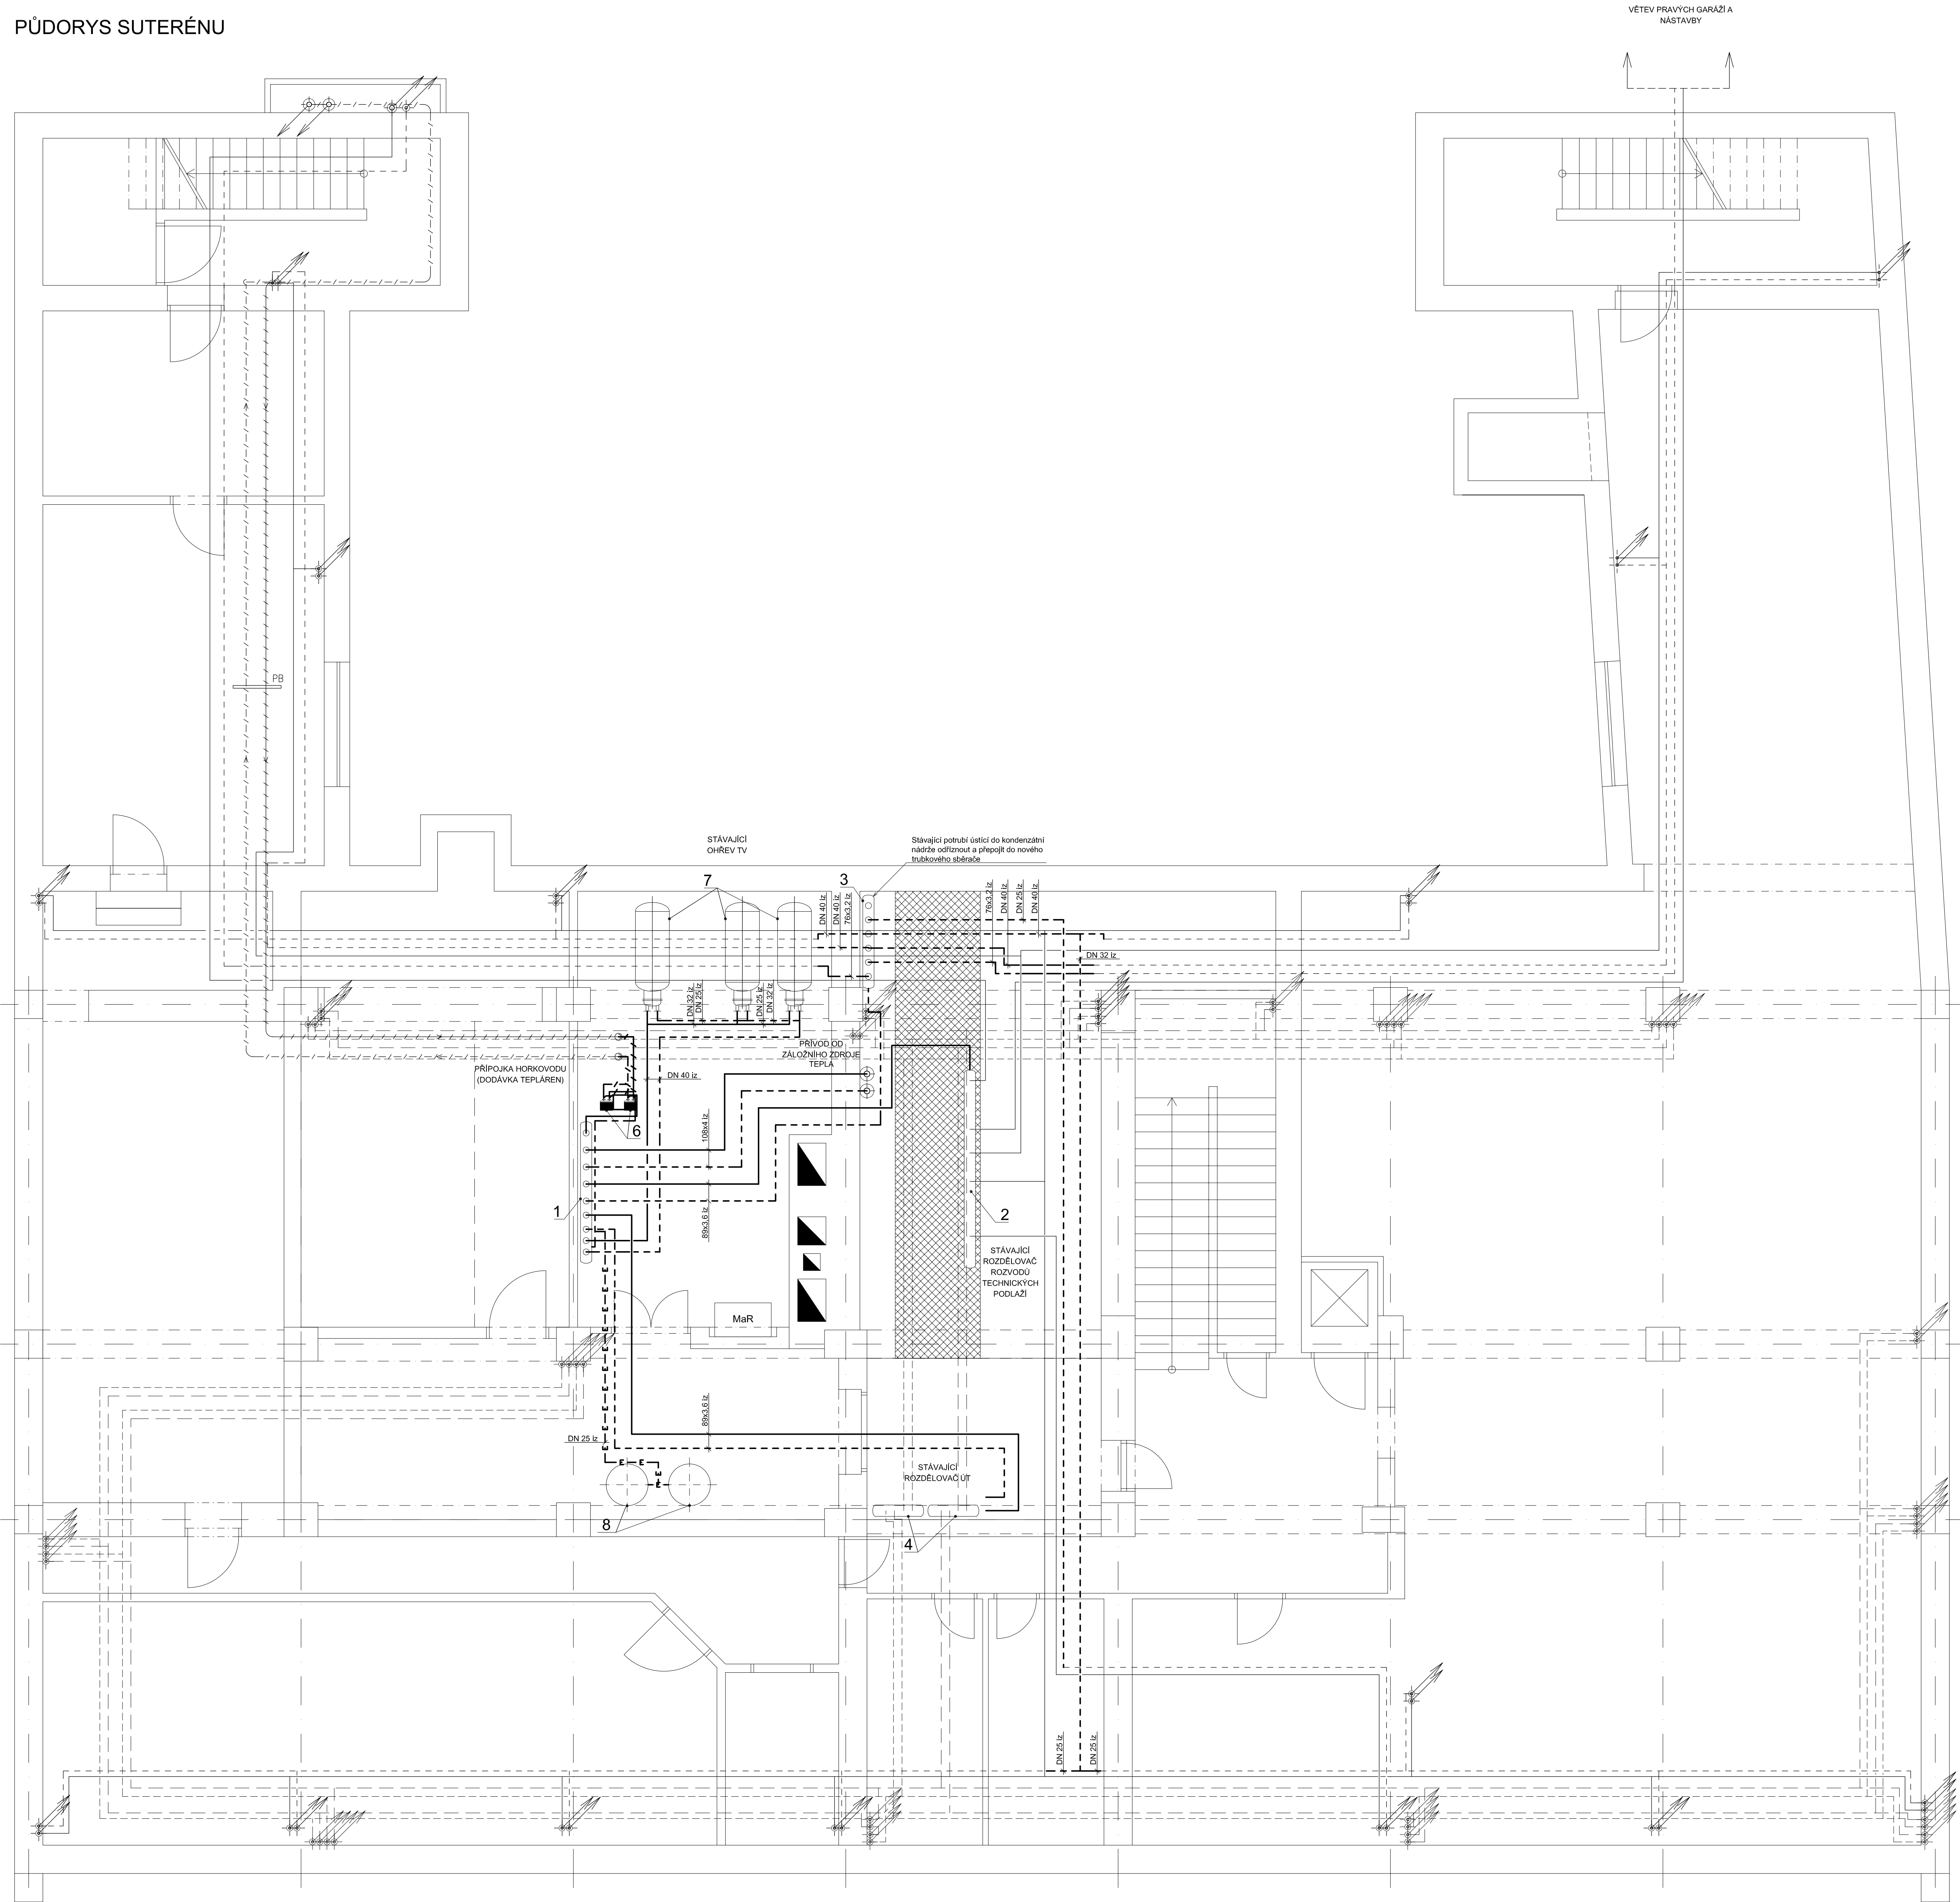 PŮDORYS SUTERÉNU
VĚTEV PRAVÝCH GARÁŽÍ A
NÁSTAVBY
PB
STÁVAJÍCÍ
OHŘEV TV
Stávající potrubí ústící do kondenzátní
nádrže odříznout a přepojit do nového
trubkového sběrače
7
3
DN 40 iz
DN 40 iz
76x3,2 iz
76x3,2 iz
DN 40 iz
DN 25 iz
DN 40 iz
DN 32 iz
DN 32 iz
DN 25 iz
DN 25 iz
DN 32 iz
PŘÍVOD OD
ZÁLOŽNÍHO ZDROJE
TEPLA
PŘÍPOJKA HORKOVODU
(DODÁVKA TEPLÁREN)
DN 40 iz
6
108x4 iz
1
89x3,6 iz
2
STÁVAJÍCÍ
ROZDĚLOVAČ
ROZVODŮ
TECHNICKÝCH
PODLAŽÍ
MaR
89x3,6 iz
DN 25 iz
STÁVAJÍCÍ
ROZDĚLOVAČ ÚT
8
4
DN 25 iz
DN 25 iz